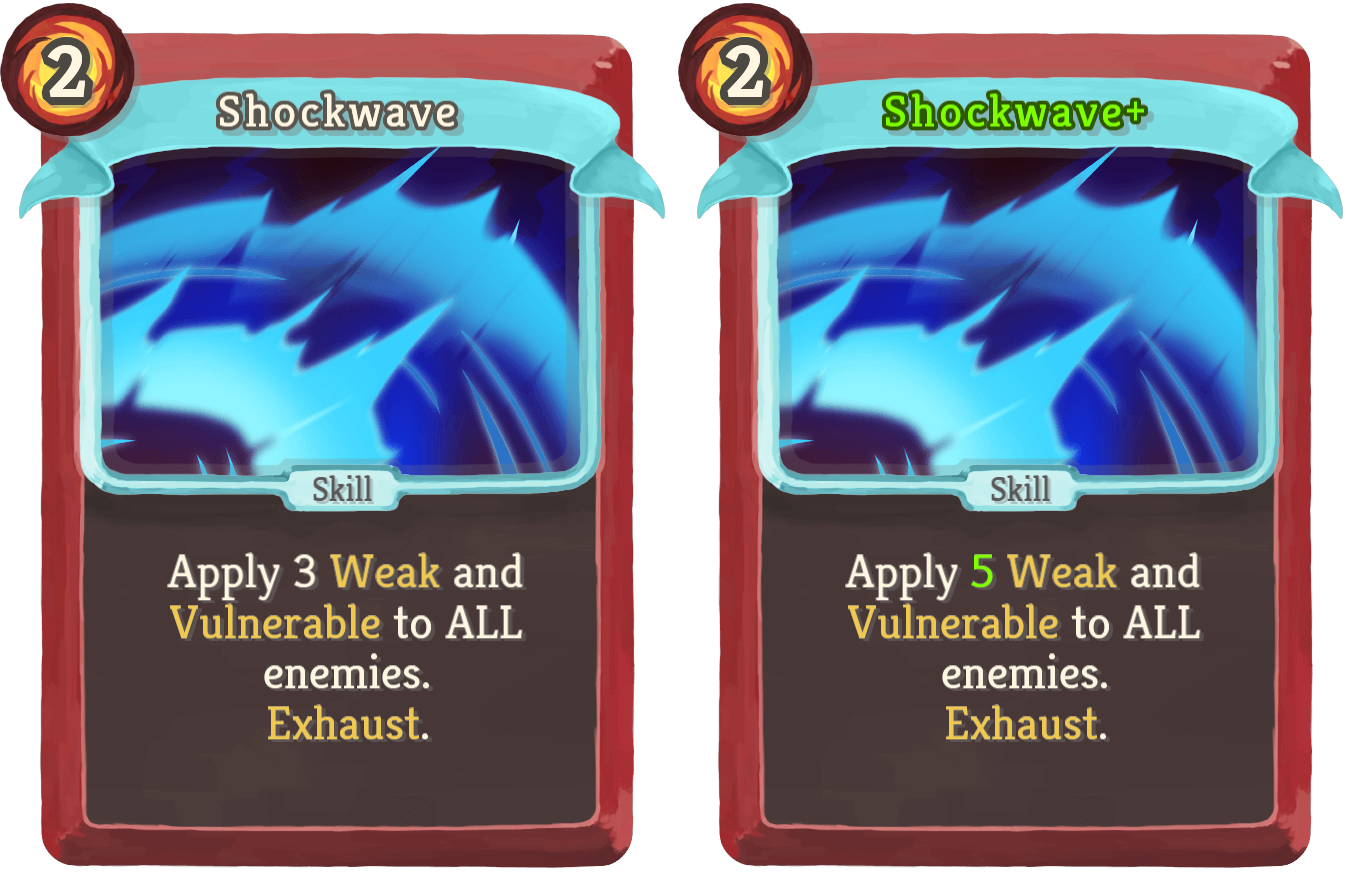 2
Shockwave
Skill
Apply 3 Weak and
Vulnerable to ALL
enemies.
Exhaust.
2
Shockwave+
Skill
Apply 5 Weak and
Vulnerable to ALL
enemies.
Exhaust.